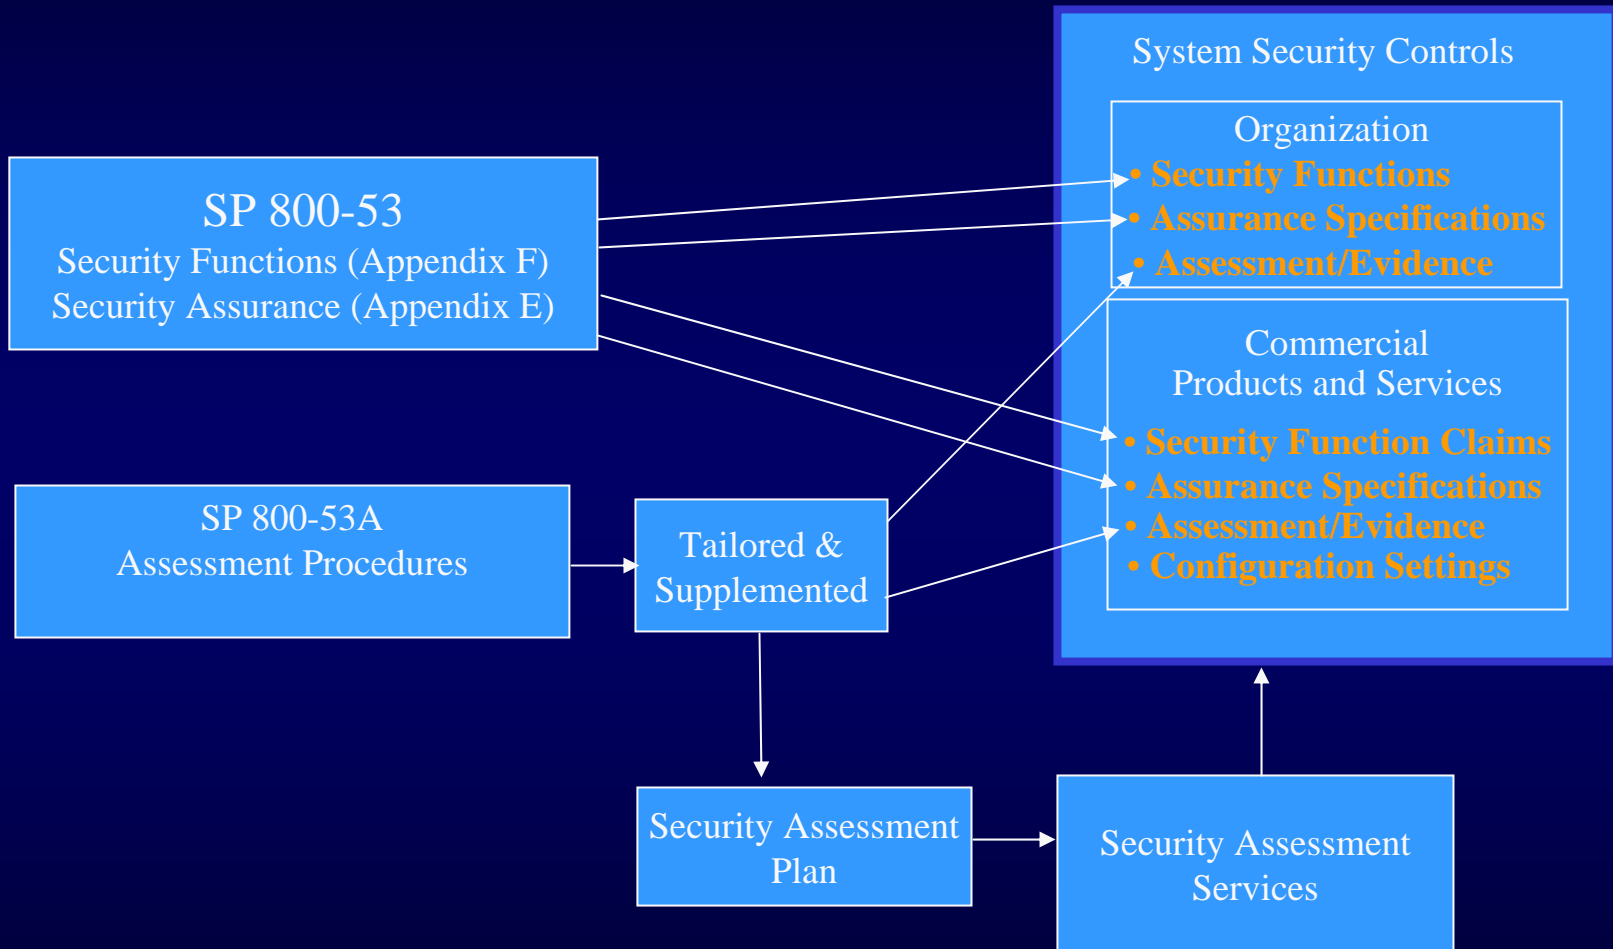 System Security Controls
Organization
• Security Functions
• Assurance Specifications
• Assessment/Evidence
Commercial
Products and Services
• Security Function Claims
• Assurance Specifications
• Assessment/Evidence
• Configuration Settings
SP 800-53
Security Functions (Appendix F)
Security Assurance (Appendix E)
SP 800-53A
Assessment Procedures
Tailored &
Supplemented
Security Assessment
Plan
Security Assessment
Services